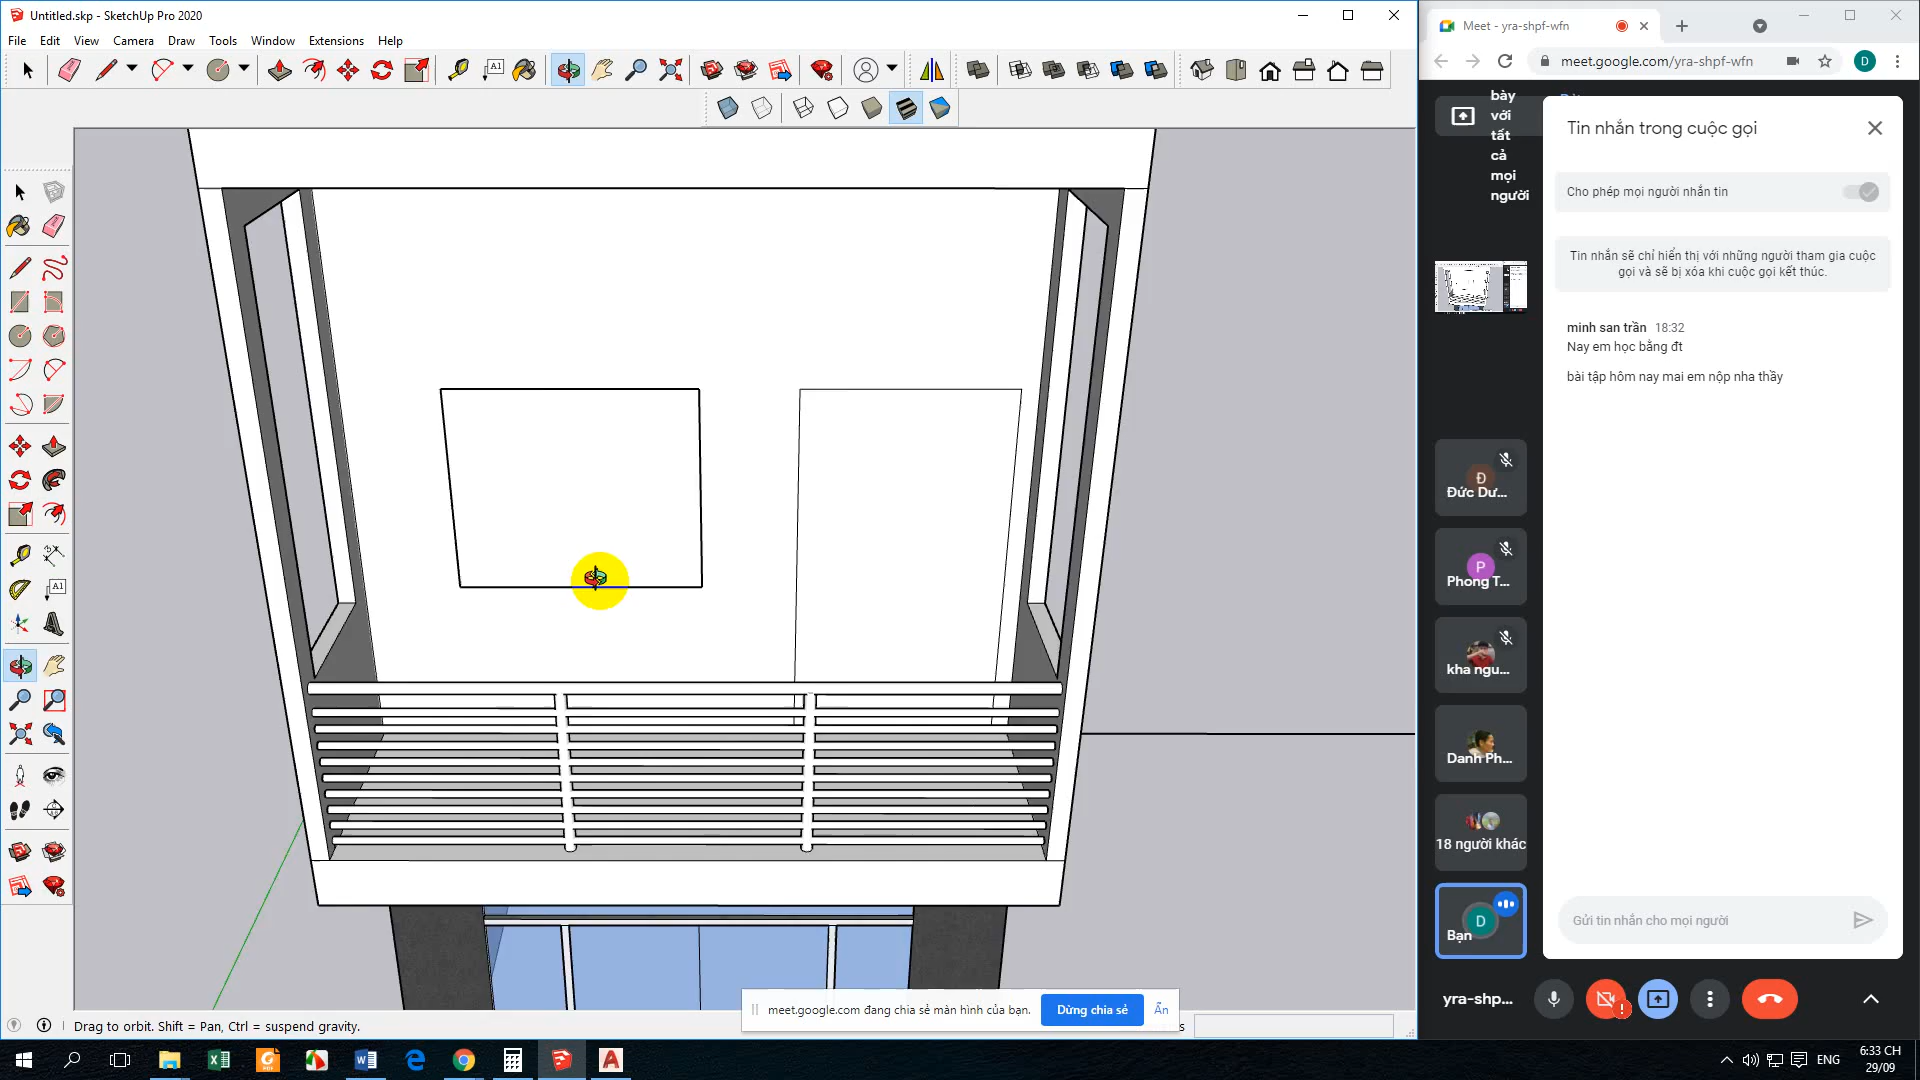 Untitled.skp - SketchUp Pro 2020
File Edit View Camera Draw Tools Window Extensions Help
A1
A1
Drag to orbit. Shift = Pan, Ctrl = suspend gravity.
meet.google.com đang chia sẻ màn hình của bạn.
Dừng chia sẻ
Ẩn
Meet - yra-shpf-wfn
meet.google.com/yra-shpf-wfn
D
bày
với
tất
cả
mọi
người
Tin nhắn trong cuộc gọi
Cho phép mọi người nhắn tin
Tin nhắn sẽ chỉ hiển thị với những người tham gia cuộc
gọi và sẽ bị xóa khi cuộc gọi kết thúc.
minh san trần 18:32
Nay em học bằng đt
bài tập hôm nay mai em nộp nha thầy
Đ
Đức Dư...
P
Phong T...
kha ngu...
Danh Ph...
18 người khác
D
Bạn
Gửi tin nhắn cho mọi người
yra-shp...
ENG
6:33 CH
29/09